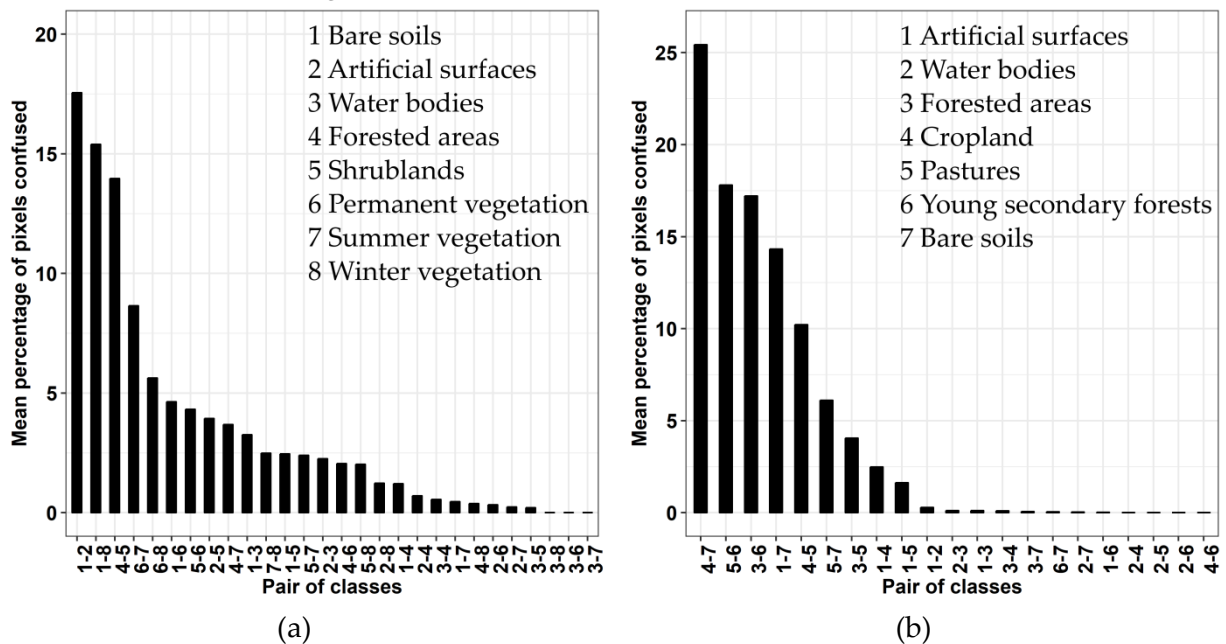 20
15
10
5
0
Mean percentage of pixels confused
1 Bare soils
2 Artificial surfaces
3 Water bodies
4 Forested areas
5 Shrublands
6 Permanent vegetation
7 Summer vegetation
8 Winter vegetation
1-2 1-8 4-5 6-7 6-8 1-6 5-6 2-5 4-7 1-3 7-8 1-5 5-7 2-3 4-6 5-8 2-8 1-4 2-4 3-4 1-7 4-8 2-6 2-7 3-5 3-8 3-6 3-7
Pair of classes
(a)
25
20
15
10
5
0
Mean percentage of pixels confused
1 Artificial surfaces
2 Water bodies
3 Forested areas
4 Cropland
5 Pastures
6 Young secondary forests
7 Bare soils
4-7 5-6 3-6 1-7 4-5 5-7 3-5 1-4 1-5 1-2 2-3 1-3 3-4 3-7 6-7 2-7 1-6 2-4 2-5 2-6 4-6
Pair of classes
(b)